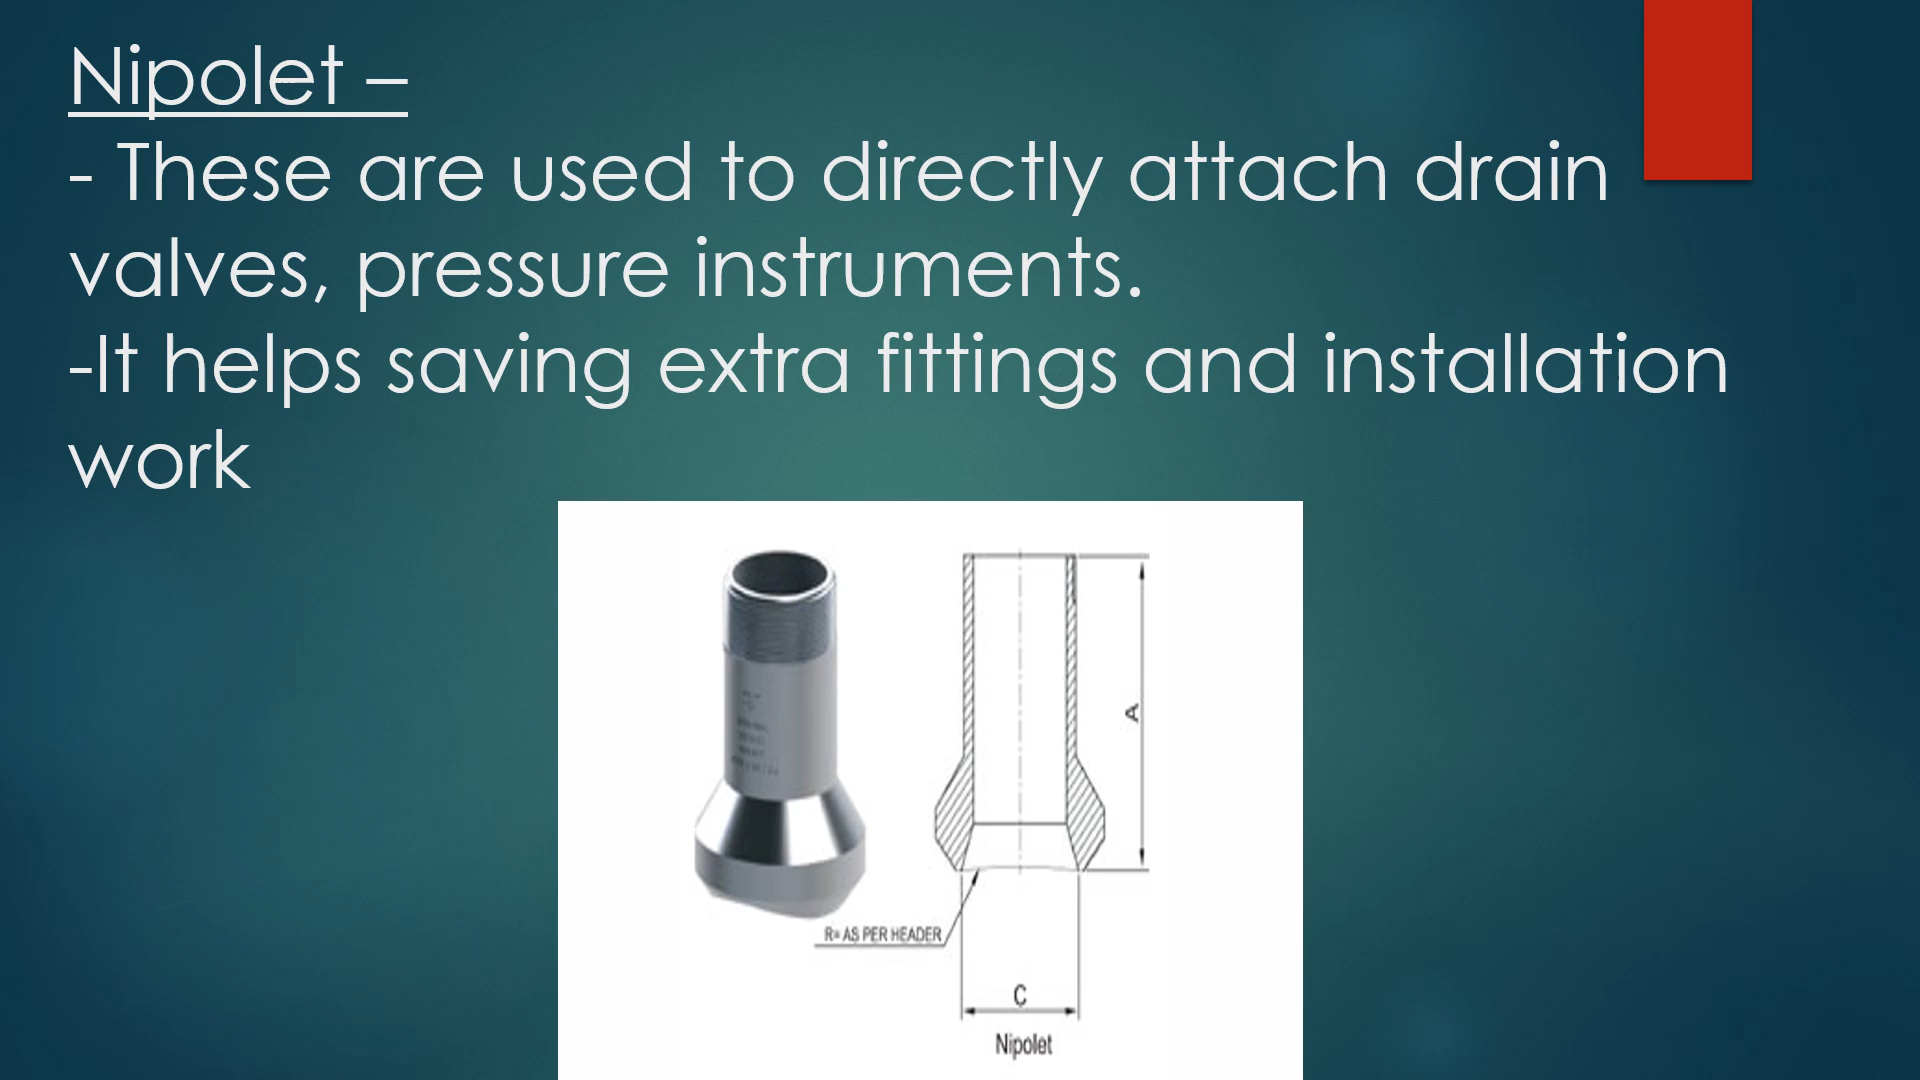 Nipolet –
- These are used to directly attach drain
valves, pressure instruments.
-It helps saving extra fittings and installation
work
A
R= AS PER HEADER
C
Nipolet